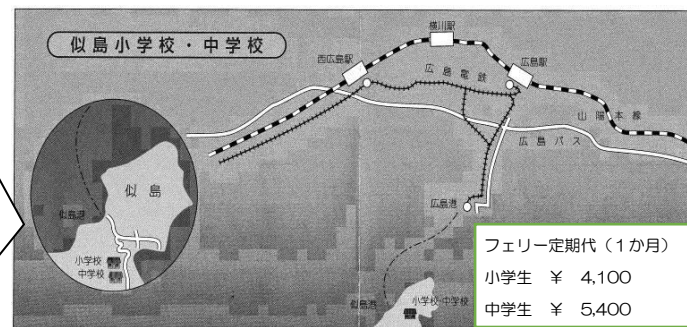 似島小学校・中学校
横川駅
西広島駅
広島駅
広島電鉄
山陽本線
広島バス
似島
似島港
小学校
中学校
広島港
似島港
小学校・中学校
フェリー定期代(1か月)
小学生 ¥ 4,100
中学生 ¥ 5,400